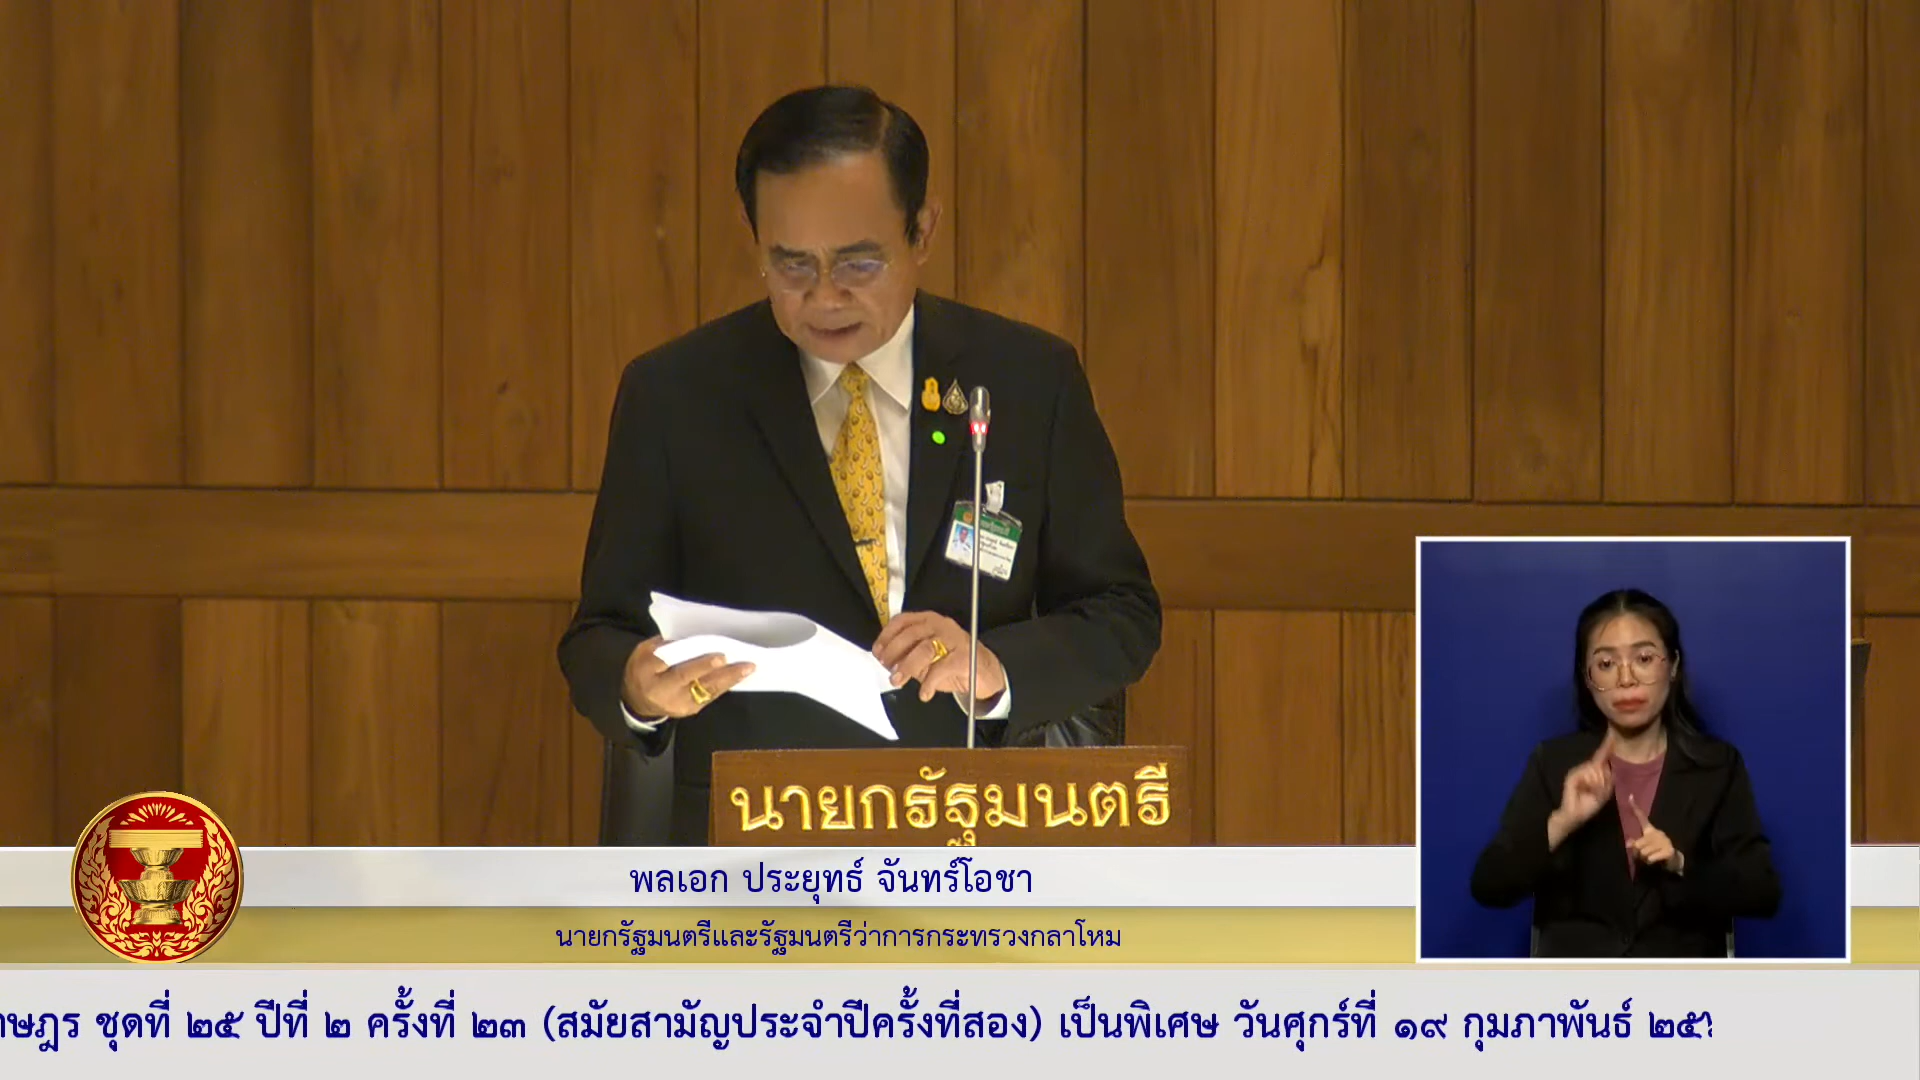 นายกรัฐมนตรี
พลเอก ประยุทธ์ จันทร์โอชา
นายกรัฐมนตรีและรัฐมนตรีว่าการกระทรวงกลาโหม
ชุดที่ ๒๕ ปีที่ ๒ ครั้งที่ ๒๓ (สมัยสามัญประจำปีครั้งที่สอง) เป็นพิเศษ วันศุกร์ที่ ๑๙ กุมภาพันธ์